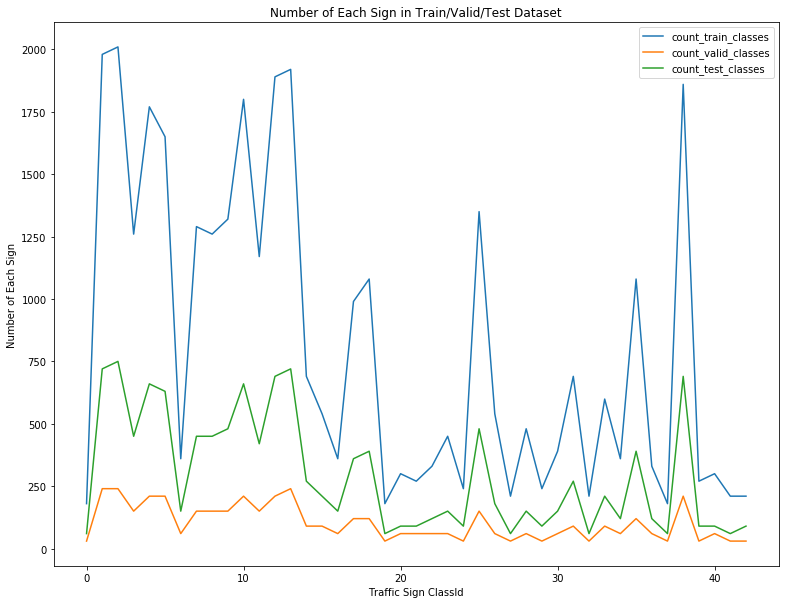 Number of Each Sign in Train/Valid/Test Dataset
count_train_classes
count_valid_classes
count_test_classes
2000
1750
1500
1250
1000
750
500
250
0
Number of Each Sign
0 10 20 30 40
Traffic Sign ClassId